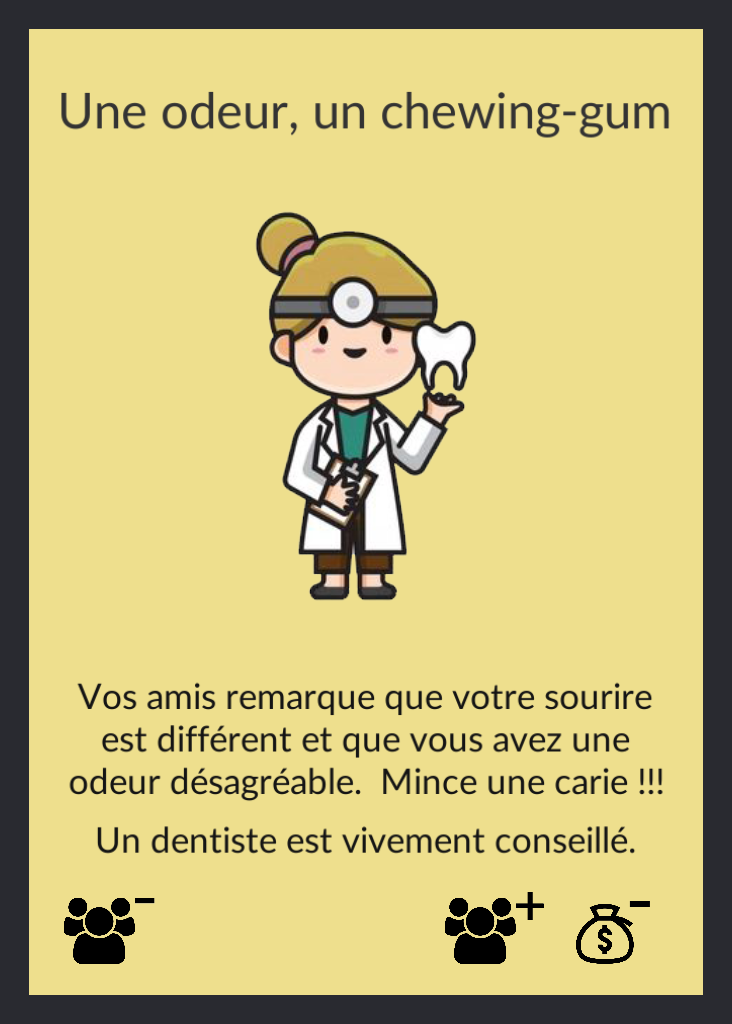 Une odeur, un chewing-gum
Vos amis remarque que votre sourire
est différent et que vous avez une
odeur désagréable.  Mince une carie !!!
Un dentiste est vivement conseillé.
- + $ -